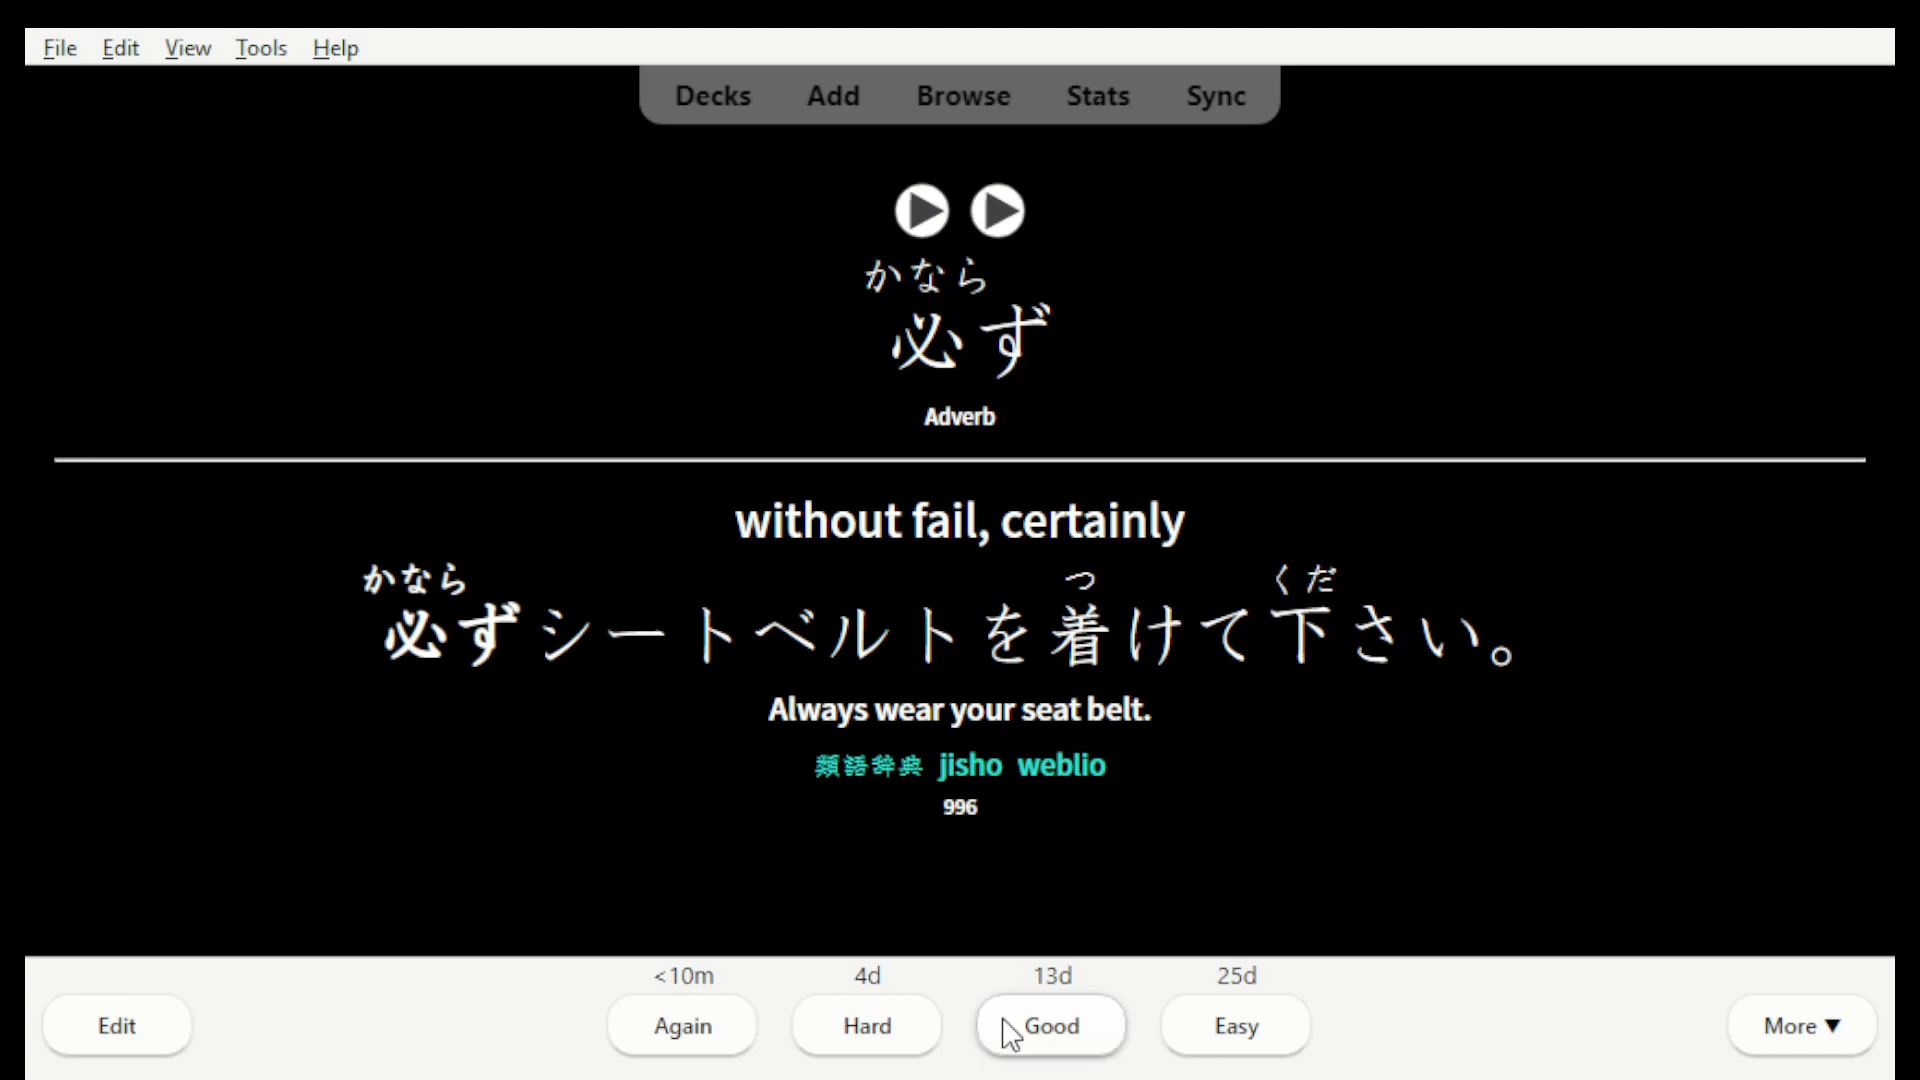 File Edit View Tools Help
Decks Add Browse Stats Sync
かなら
必ず
Adverb
without fail, certainly
かなら つ くだ
必ずシートベルトを着けて下さい。
Always wear your seat belt.
類語辞典 jisho weblio
996
<10m 4d 13d 25d
Edit Again Hard Good Easy More ▼